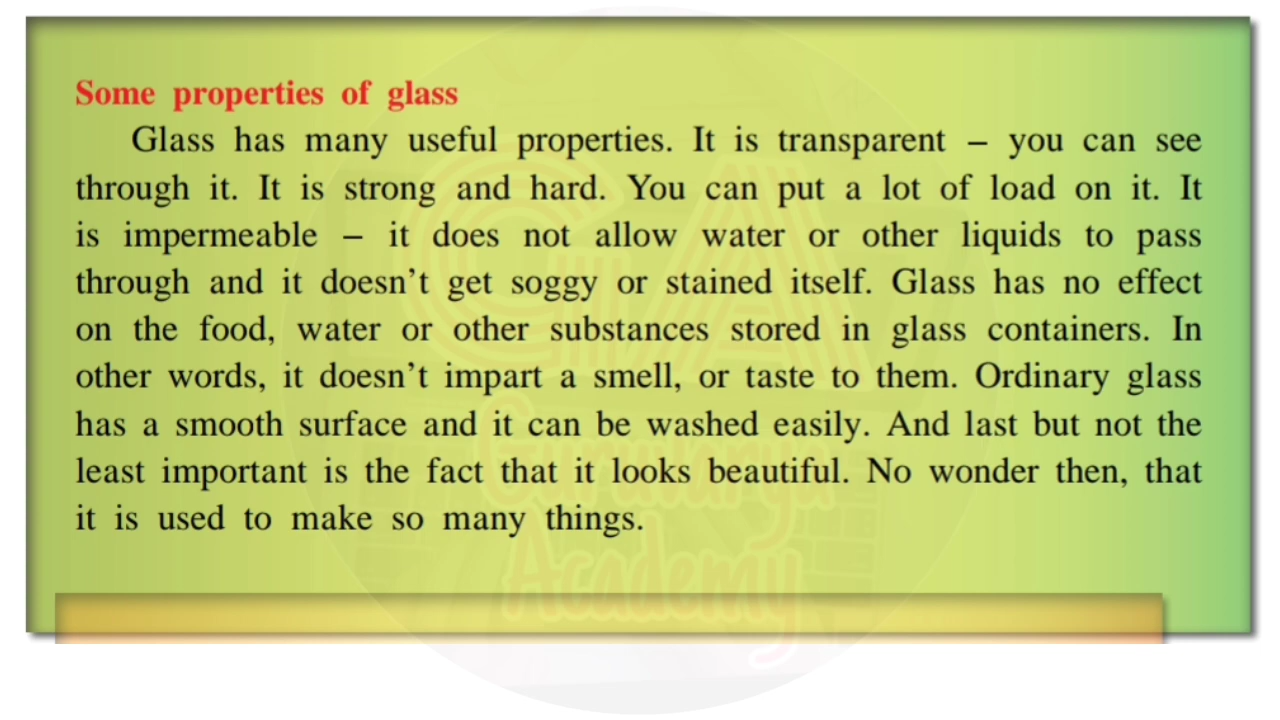 Some properties of glass
Glass has many useful properties. It is transparent – you can see
through it. It is strong and hard. You can put a lot of load on it. It
is impermeable – it does not allow water or other liquids to pass
through and it doesn't get soggy or stained itself. Glass has no effect
on the food, water or other substances stored in glass containers. In
other words, it doesn't impart a smell, or taste to them. Ordinary glass
has a smooth surface and it can be washed easily. And last but not the
least important is the fact that it looks beautiful. No wonder then, that
it is used to make so many things.
Academy